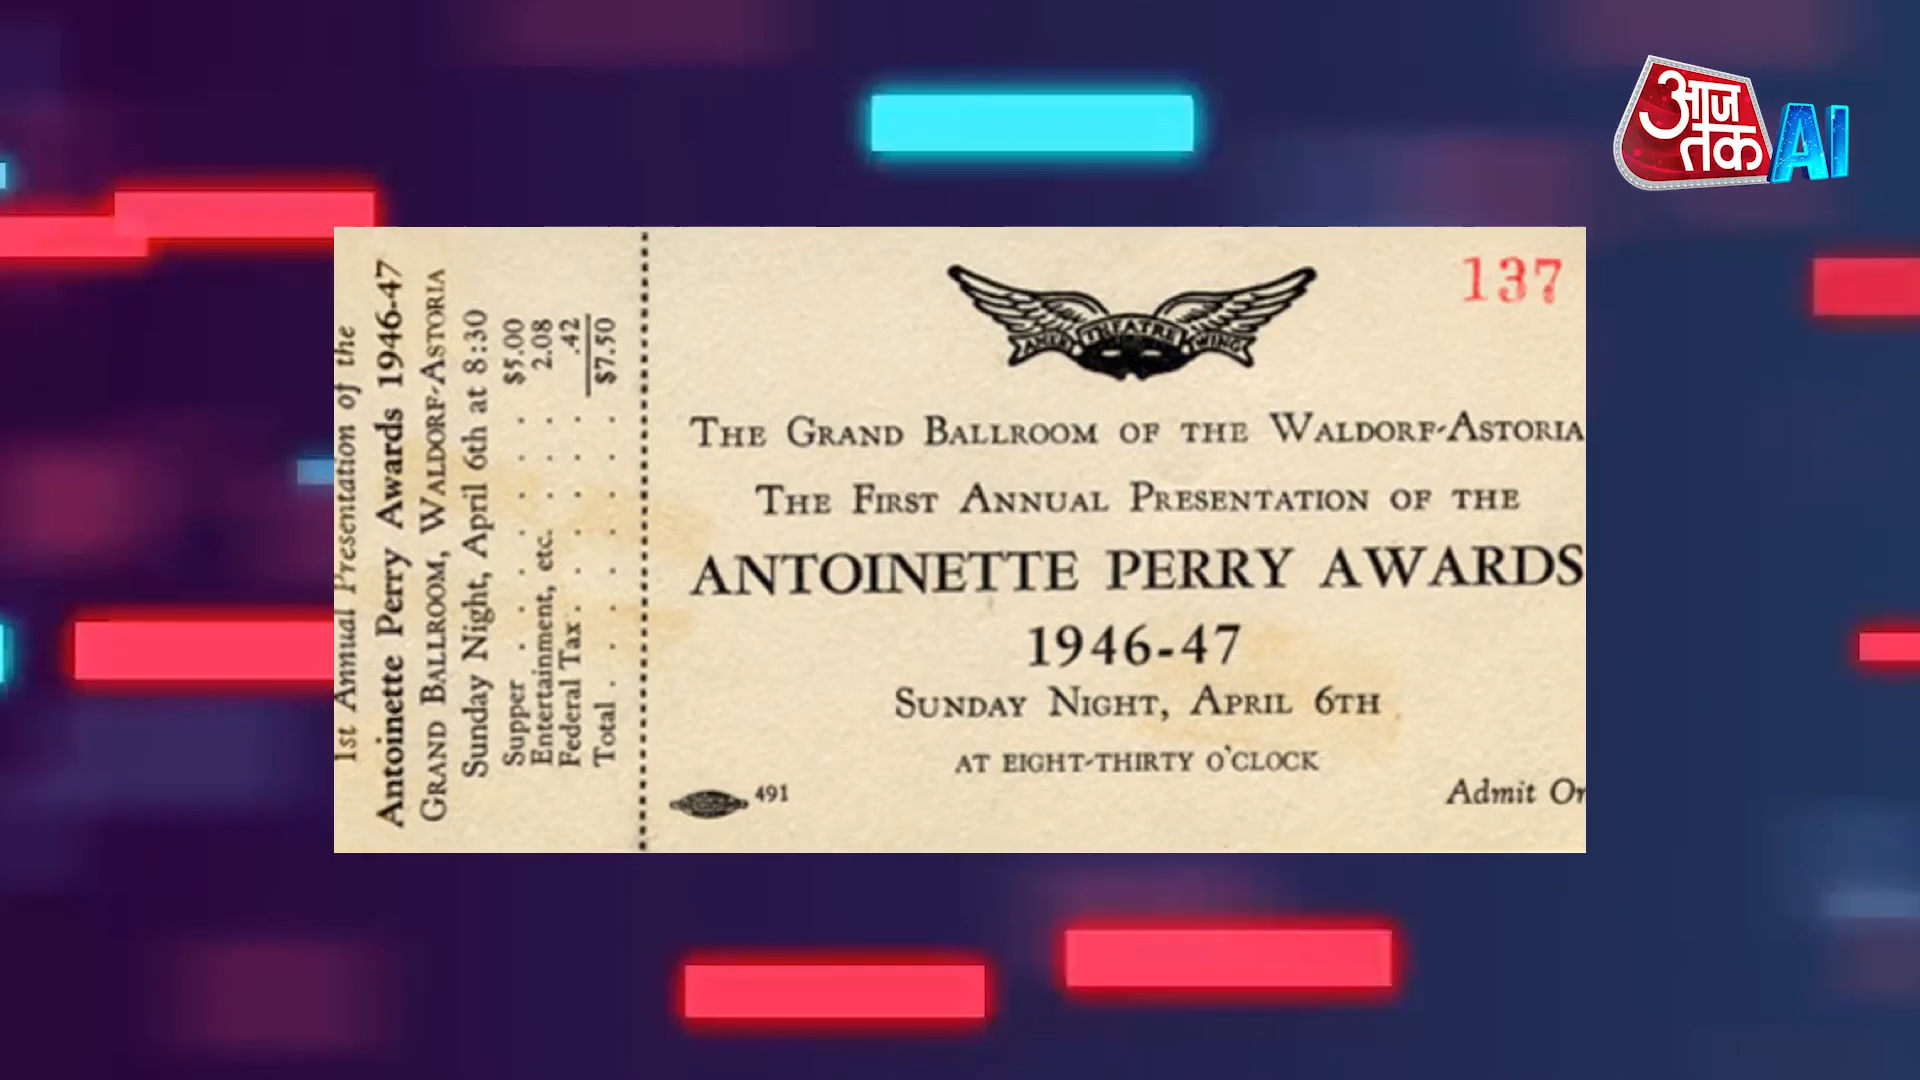 आज
तक AI
1st Annual Presentation of the
Antoinette Perry Awards 1946-47
GRAND BALLROOM, WALDORF-ASTORIA
Sunday Night, April 6th at 8:30
Supper . . . . . $5.00
Entertainment, etc. . . . . 2.08
Federal Tax . . . . . . .42
Total . . . . . . . $7.50
137
AMER THEATRE WING
THE GRAND BALLROOM OF THE WALDORF-ASTORIA
THE FIRST ANNUAL PRESENTATION OF THE
ANTOINETTE PERRY AWARDS
1946-47
SUNDAY NIGHT, APRIL 6TH
AT EIGHT-THIRTY O'CLOCK
491
Admit